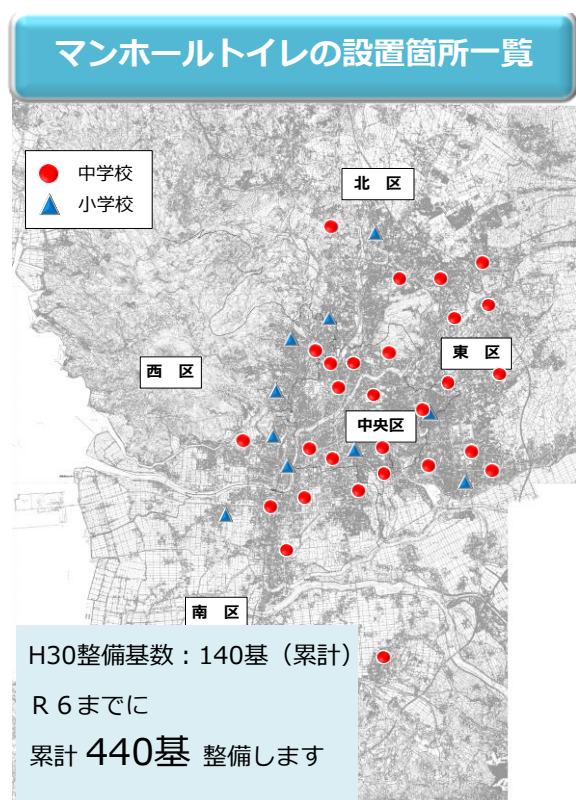 マンホールトイレの設置箇所一覧
中学校
小学校
北 区
東 区
西 区
中央区
南 区
H30整備基数：140基（累計）
R６までに
累計 440基 整備します